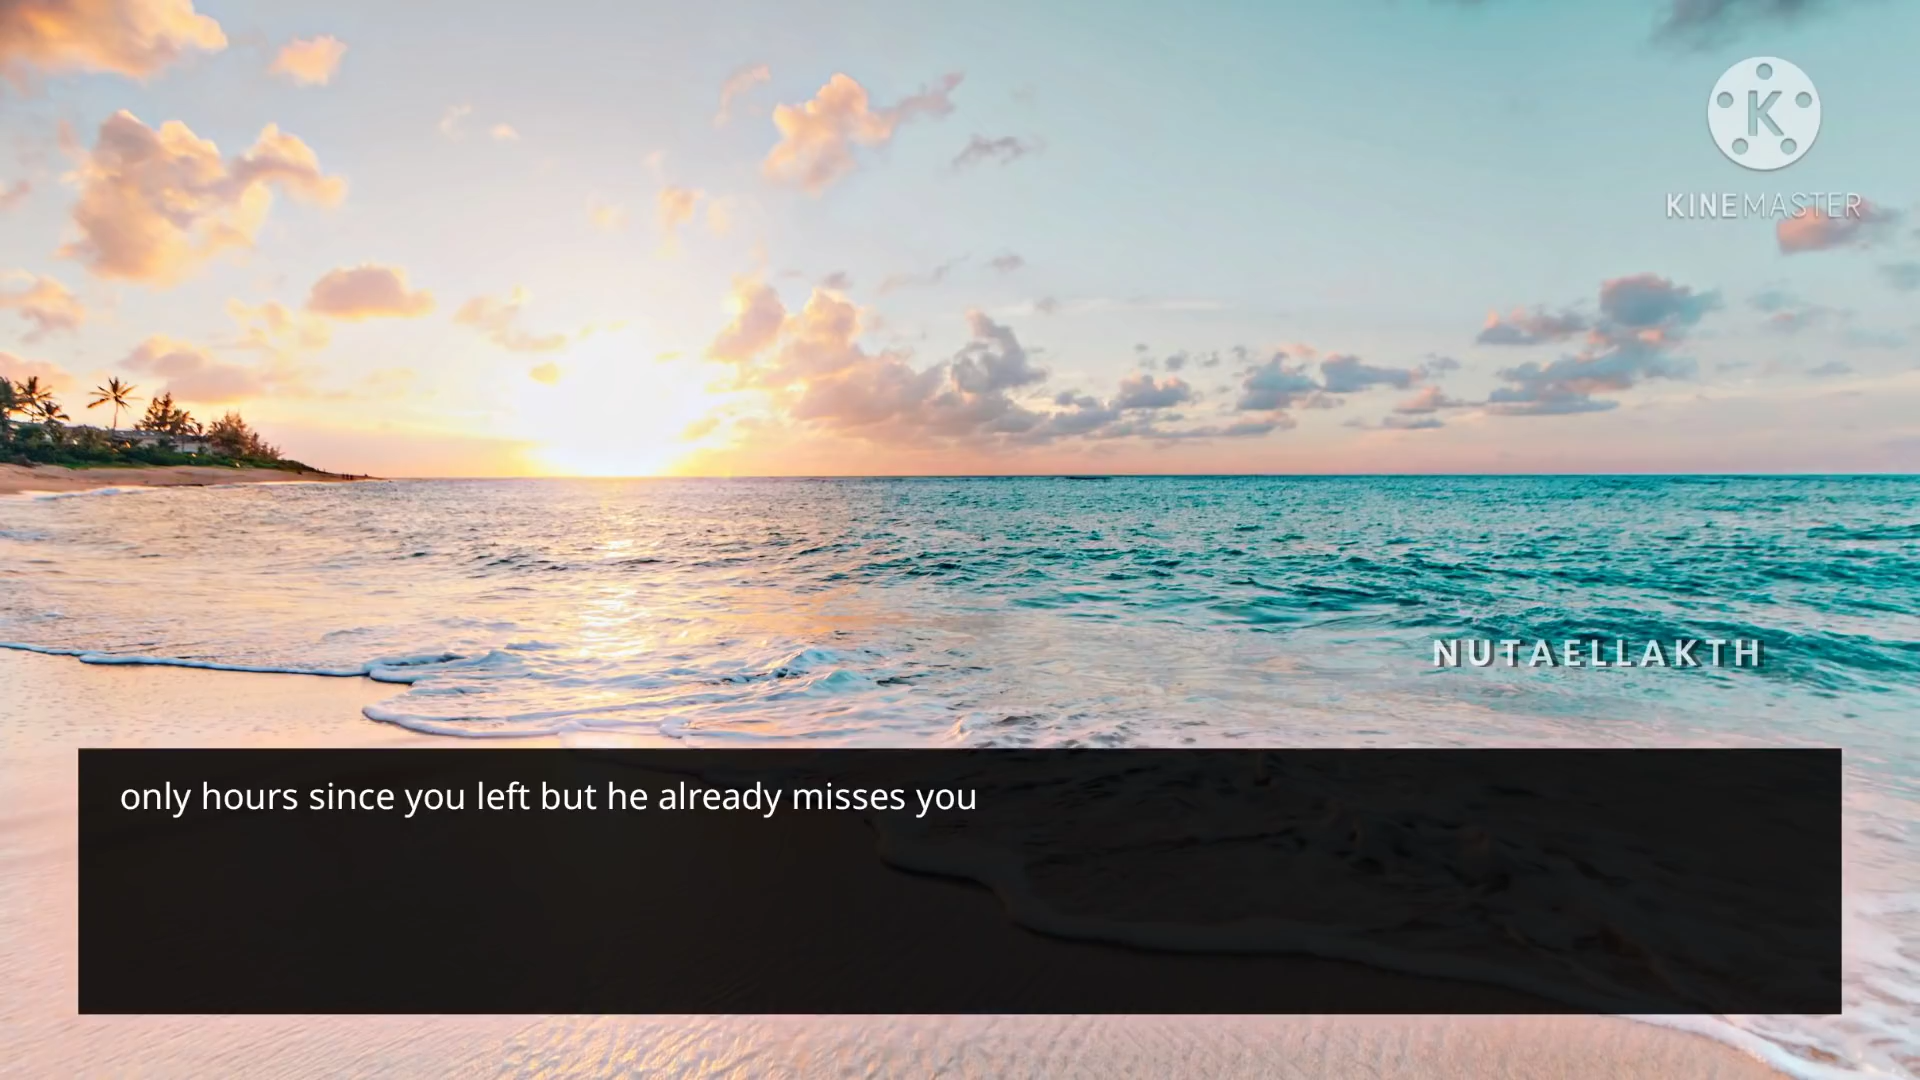 K
KINEMASTER
NUTAELLAKTH
only hours since you left but he already misses you